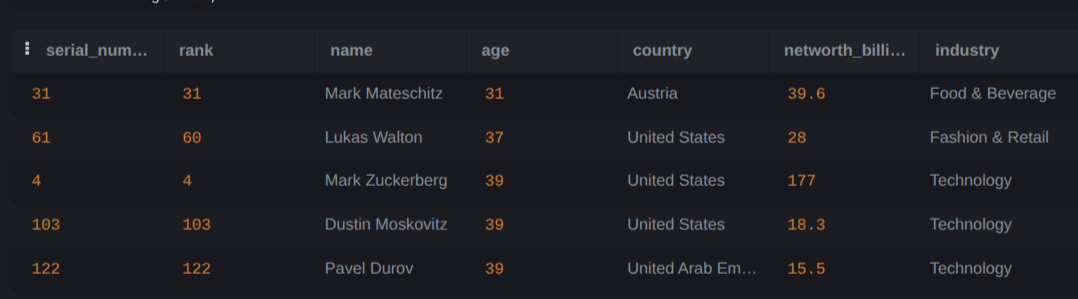 serial_num... rank name age country networth_billi... industry
31 31 Mark Mateschitz 31 Austria 39.6 Food & Beverage
61 60 Lukas Walton 37 United States 28 Fashion & Retail
4 4 Mark Zuckerberg 39 United States 177 Technology
103 103 Dustin Moskovitz 39 United States 18.3 Technology
122 122 Pavel Durov 39 United Arab Em... 15.5 Technology